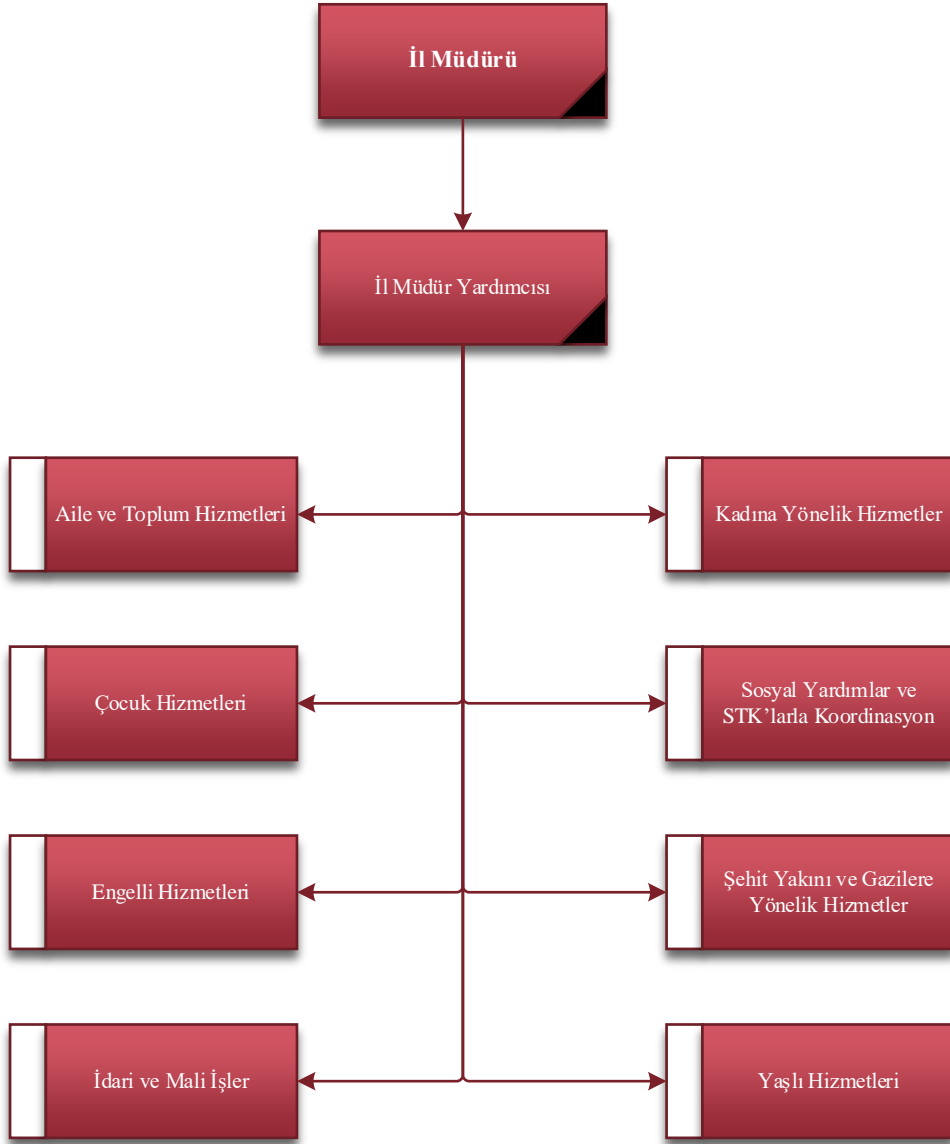 İl Müdürü
İl Müdür Yardımcısı
Aile ve Toplum Hizmetleri
Kadına Yönelik Hizmetler
Çocuk Hizmetleri
Sosyal Yardımlar ve
STK’larla Koordinasyon
Engelli Hizmetleri
Şehit Yakını ve Gazilere
Yönelik Hizmetler
İdari ve Mali İşler
Yaşlı Hizmetleri